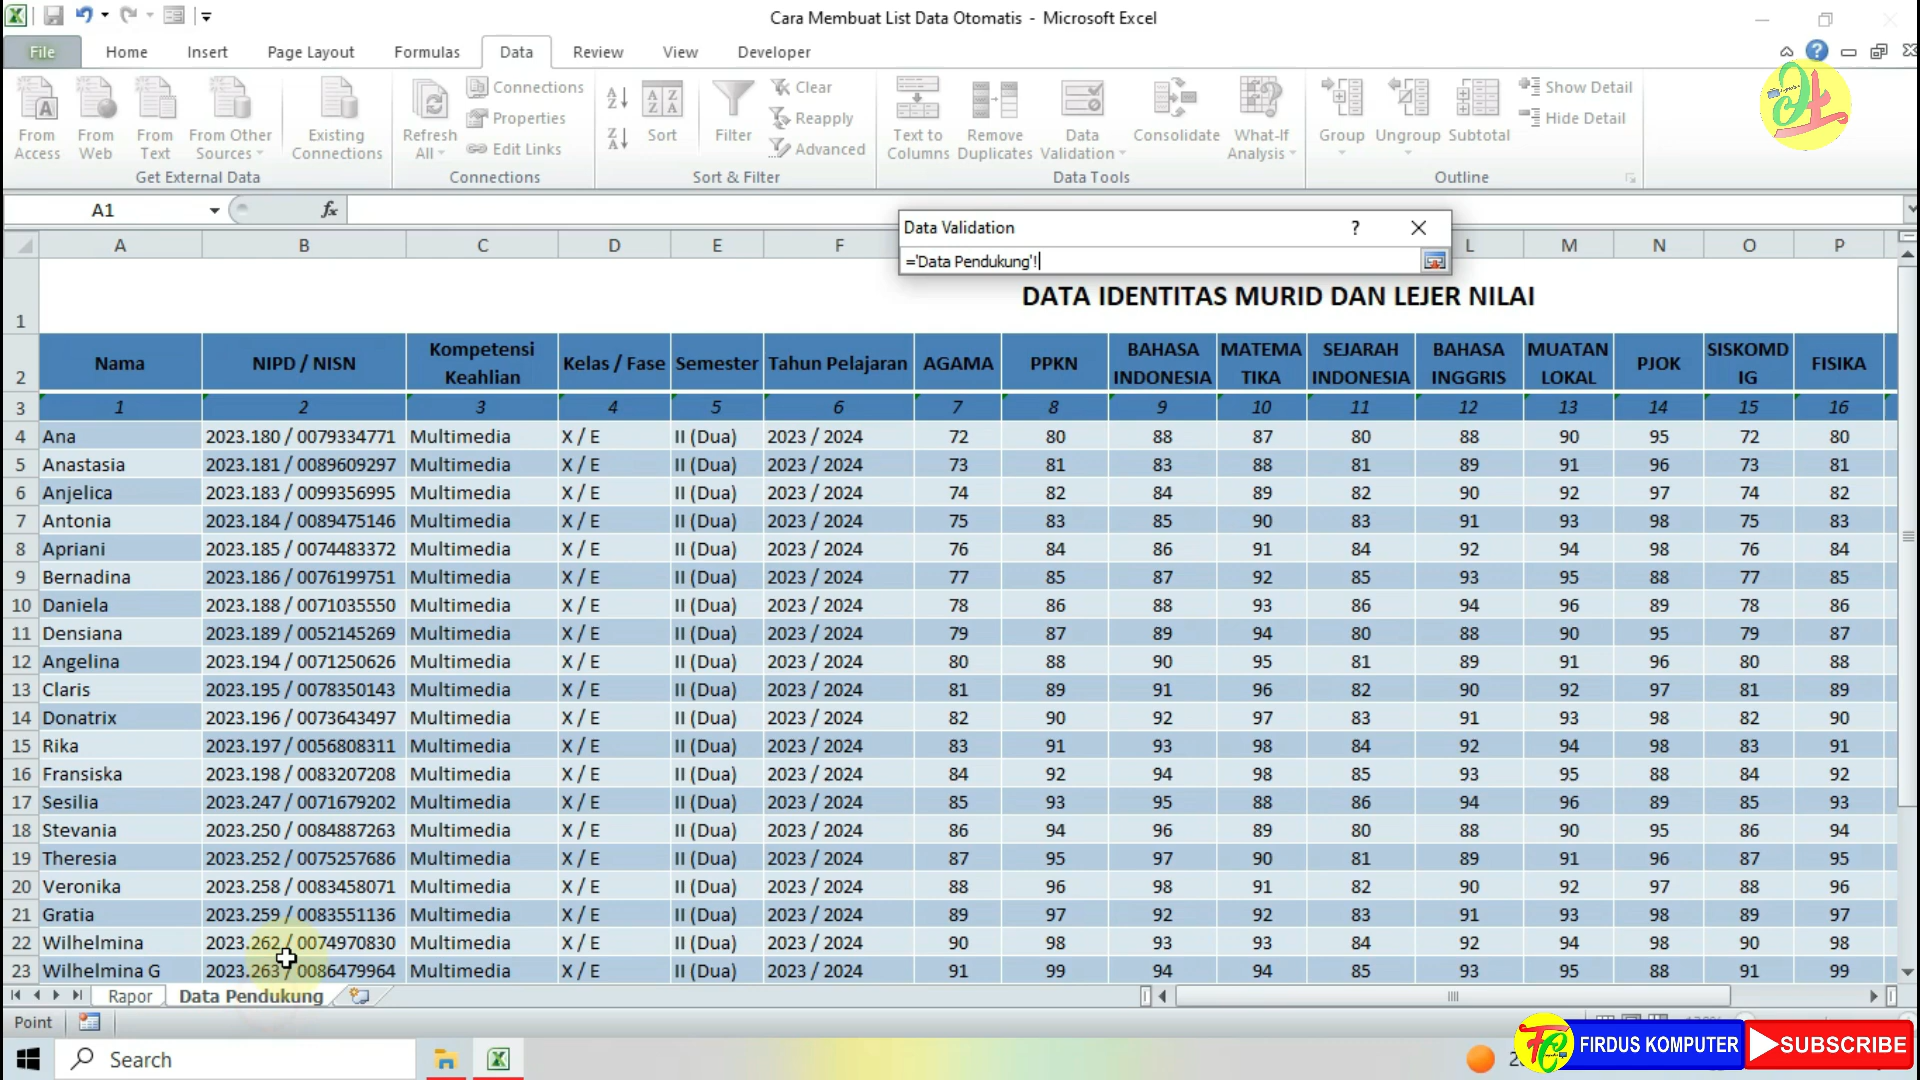 Cara Membuat List Data Otomatis - Microsoft Excel
File Home Insert Page Layout Formulas Data Review View Developer
From Access From Web From Text From Other Sources Existing Connections
Get External Data
Refresh All Connections Properties Edit Links
Connections
Sort Filter Clear Reapply Advanced
Sort & Filter
Text to Columns Remove Duplicates Data Validation Consolidate What-If Analysis
Data Tools
Group Ungroup Subtotal Show Detail Hide Detail
Outline
A1 fx
Data Validation ?
='Data Pendukung'!
A B C D E F L M N O P
1 DATA IDENTITAS MURID DAN LEJER NILAI
2 Nama NIPD / NISN Kompetensi Keahlian Kelas / Fase Semester Tahun Pelajaran AGAMA PPKN BAHASA INDONESIA MATEMA TIKA SEJARAH INDONESIA BAHASA INGGRIS MUATAN LOKAL PJOK SISKOMD IG FISIKA
3 1 2 3 4 5 6 7 8 9 10 11 12 13 14 15 16
4 Ana 2023.180 / 0079334771 Multimedia X / E II (Dua) 2023 / 2024 72 80 88 87 80 88 90 95 72 80
5 Anastasia 2023.181 / 0089609297 Multimedia X / E II (Dua) 2023 / 2024 73 81 83 88 81 89 91 96 73 81
6 Anjelica 2023.183 / 0099356995 Multimedia X / E II (Dua) 2023 / 2024 74 82 84 89 82 90 92 97 74 82
7 Antonia 2023.184 / 0089475146 Multimedia X / E II (Dua) 2023 / 2024 75 83 85 90 83 91 93 98 75 83
8 Apriani 2023.185 / 0074483372 Multimedia X / E II (Dua) 2023 / 2024 76 84 86 91 84 92 94 98 76 84
9 Bernadina 2023.186 / 0076199751 Multimedia X / E II (Dua) 2023 / 2024 77 85 87 92 85 93 95 88 77 85
10 Daniela 2023.188 / 0071035550 Multimedia X / E II (Dua) 2023 / 2024 78 86 88 93 86 94 96 89 78 86
11 Densiana 2023.189 / 0052145269 Multimedia X / E II (Dua) 2023 / 2024 79 87 89 94 80 88 90 95 79 87
12 Angelina 2023.194 / 0071250626 Multimedia X / E II (Dua) 2023 / 2024 80 88 90 95 81 89 91 96 80 88
13 Claris 2023.195 / 0078350143 Multimedia X / E II (Dua) 2023 / 2024 81 89 91 96 82 90 92 97 81 89
14 Donatrix 2023.196 / 0073643497 Multimedia X / E II (Dua) 2023 / 2024 82 90 92 97 83 91 93 98 82 90
15 Rika 2023.197 / 0056808311 Multimedia X / E II (Dua) 2023 / 2024 83 91 93 98 84 92 94 98 83 91
16 Fransiska 2023.198 / 0083207208 Multimedia X / E II (Dua) 2023 / 2024 84 92 94 98 85 93 95 88 84 92
17 Sesilia 2023.247 / 0071679202 Multimedia X / E II (Dua) 2023 / 2024 85 93 95 88 86 94 96 89 85 93
18 Stevania 2023.250 / 0084887263 Multimedia X / E II (Dua) 2023 / 2024 86 94 96 89 80 88 90 95 86 94
19 Theresia 2023.252 / 0075257686 Multimedia X / E II (Dua) 2023 / 2024 87 95 97 90 81 89 91 96 87 95
20 Veronika 2023.258 / 0083458071 Multimedia X / E II (Dua) 2023 / 2024 88 96 98 91 82 90 92 97 88 96
21 Gratia 2023.259 / 0083551136 Multimedia X / E II (Dua) 2023 / 2024 89 97 92 92 83 91 93 98 89 97
22 Wilhelmina 2023.262 / 0074970830 Multimedia X / E II (Dua) 2023 / 2024 90 98 93 93 84 92 94 98 90 98
23 Wilhelmina G 2023.263 / 0086479964 Multimedia X / E II (Dua) 2023 / 2024 91 99 94 94 85 93 95 88 91 99
Rapor Data Pendukung
Point
Search
FIRDUS KOMPUTER SUBSCRIBE